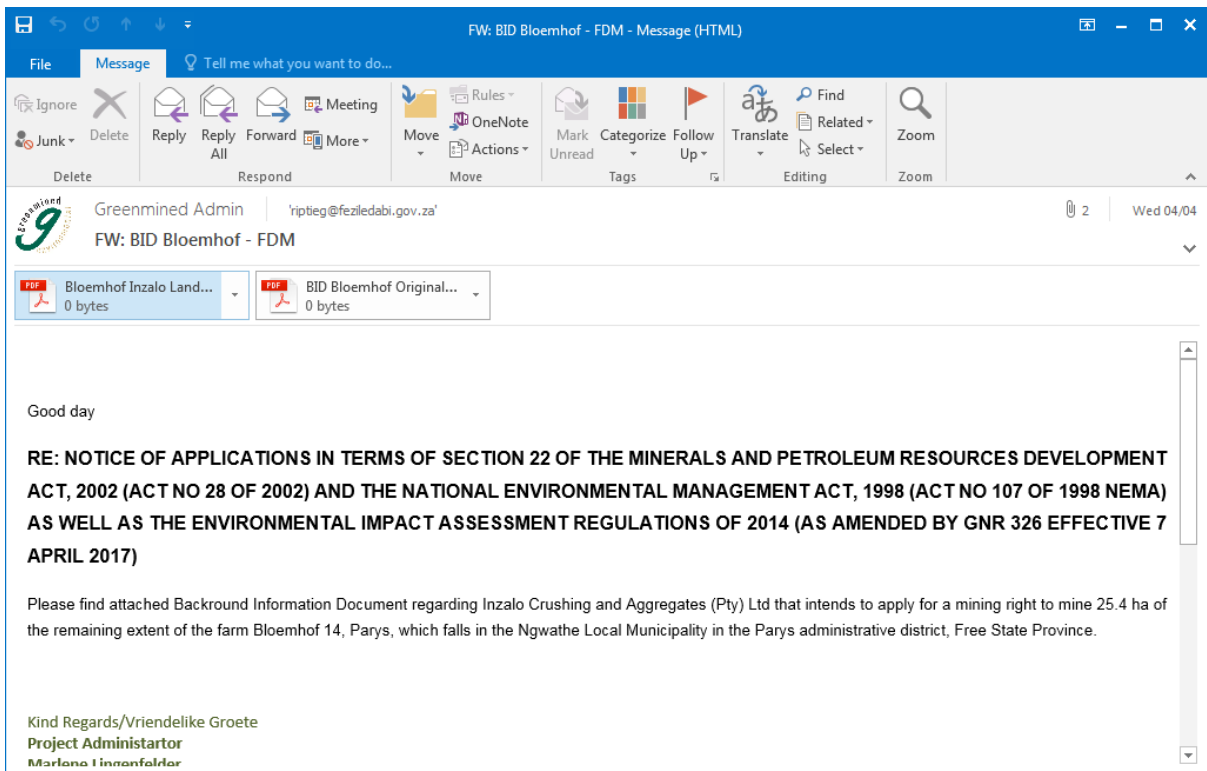 FW: BID Bloemhof - FDM - Message (HTML)
File Message Tell me what you want to do...
Ignore
Junk
Delete
Reply
Reply All
Forward
Meeting
More
Move
Rules
OneNote
Actions
Mark Unread
Categorize
Follow Up
Translate
Find
Related
Select
Zoom
Delete Respond Move Tags Editing Zoom
greenmined
Greenmined Admin 'riptieg@feziledabi.gov.za' 2 Wed 04/04
FW: BID Bloemhof - FDM
PDF Bloemhof Inzalo Land... PDF BID Bloemhof Original...
0 bytes 0 bytes
Good day
RE: NOTICE OF APPLICATIONS IN TERMS OF SECTION 22 OF THE MINERALS AND PETROLEUM RESOURCES DEVELOPMENT
ACT, 2002 (ACT NO 28 OF 2002) AND THE NATIONAL ENVIRONMENTAL MANAGEMENT ACT, 1998 (ACT NO 107 OF 1998 NEMA)
AS WELL AS THE ENVIRONMENTAL IMPACT ASSESSMENT REGULATIONS OF 2014 (AS AMENDED BY GNR 326 EFFECTIVE 7
APRIL 2017)
Please find attached Backround Information Document regarding Inzalo Crushing and Aggregates (Pty) Ltd that intends to apply for a mining right to mine 25.4 ha of
the remaining extent of the farm Bloemhof 14, Parys, which falls in the Ngwathe Local Municipality in the Parys administrative district, Free State Province.
Kind Regards/Vriendelike Groete
Project Administartor
Marlene Lingenfelder